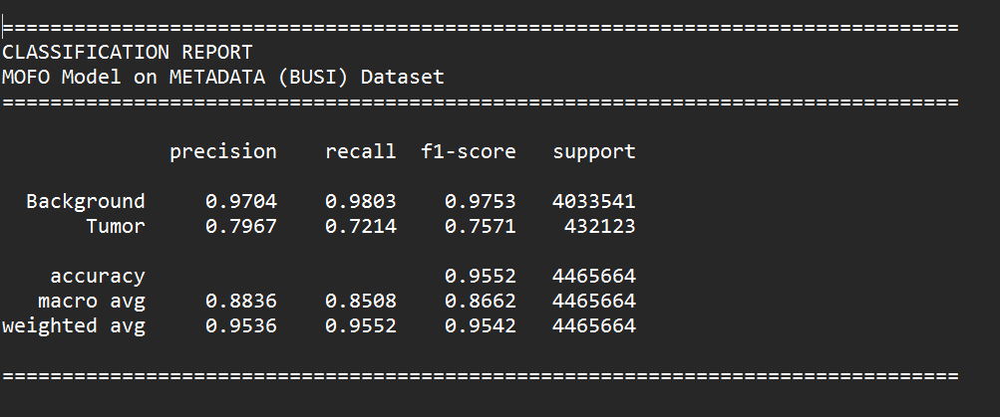 ================================================================================
CLASSIFICATION REPORT
MOFO Model on METADATA (BUSI) Dataset
================================================================================
precision recall f1-score support
Background 0.9704 0.9803 0.9753 4033541
Tumor 0.7967 0.7214 0.7571 432123
accuracy 0.9552 4465664
macro avg 0.8836 0.8508 0.8662 4465664
weighted avg 0.9536 0.9552 0.9542 4465664
================================================================================